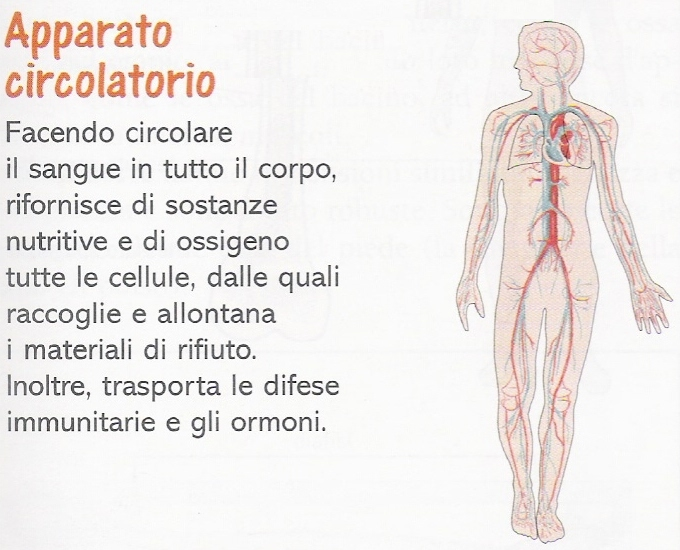 Apparato
circolatorio
Facendo circolare
il sangue in tutto il corpo,
rifornisce di sostanze
nutritive e di ossigeno
tutte le cellule, dalle quali
raccoglie e allontana
i materiali di rifiuto.
Inoltre, trasporta le difese
immunitarie e gli ormoni.